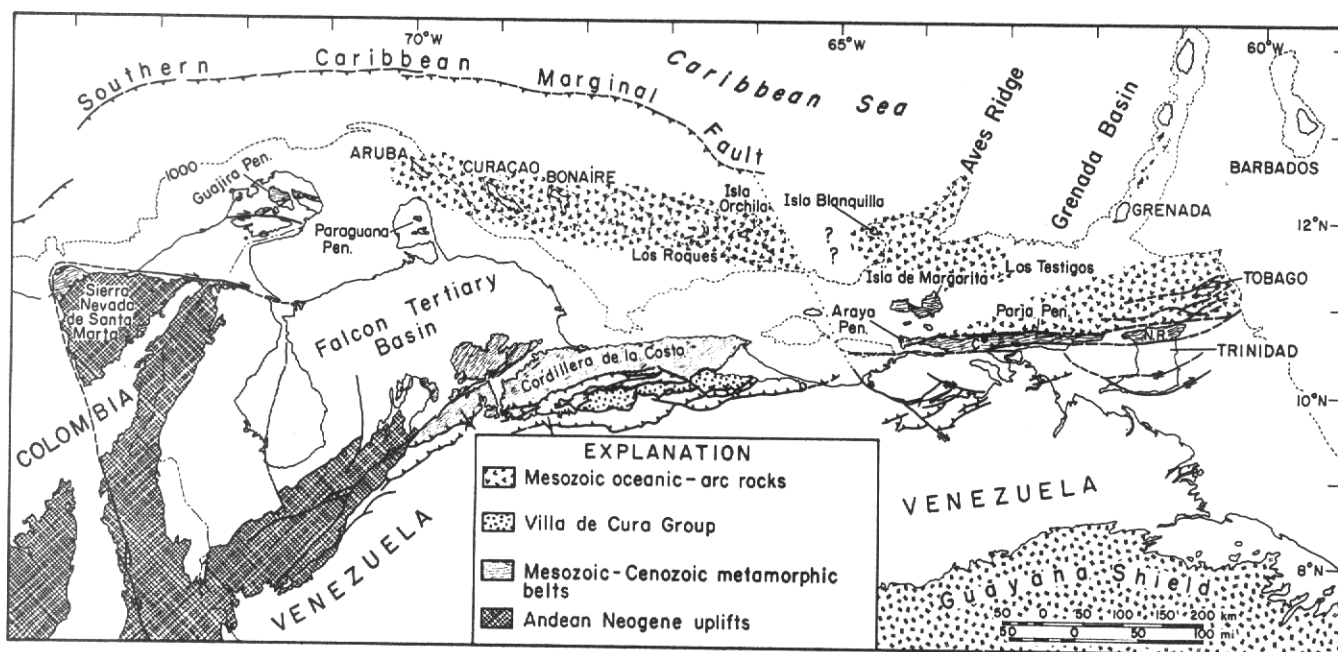 70°W
65°W
60°W
Southern Caribbean Marginal Fault
Caribbean Sea
Aves Ridge
Grenada Basin
BARBADOS
1000
Guajira Pen.
ARUBA
CURAÇAO
BONAIRE
Isla
Orchila
Isla Blanquilla
GRENADA
12°N
Paraguana
Pen.
Los Roques
?
?
Isla de Margarita
Los Testigos
TOBAGO
Sierra
Nevada
de Santa
Marta
Falcon Tertiary
Basin
Araya
Pen.
Paria Pen.
C
N.R.
TRINIDAD
Cordillera de la Costa
10°N
COLOMBIA
VENEZUELA
EXPLANATION
Mesozoic oceanic-arc rocks
Villa de Cura Group
Mesozoic-Cenozoic metamorphic
belts
Andean Neogene uplifts
VENEZUELA
Guayana Shield
8°N
50 0 50 100 150 200 km
50 0 50 100 mi